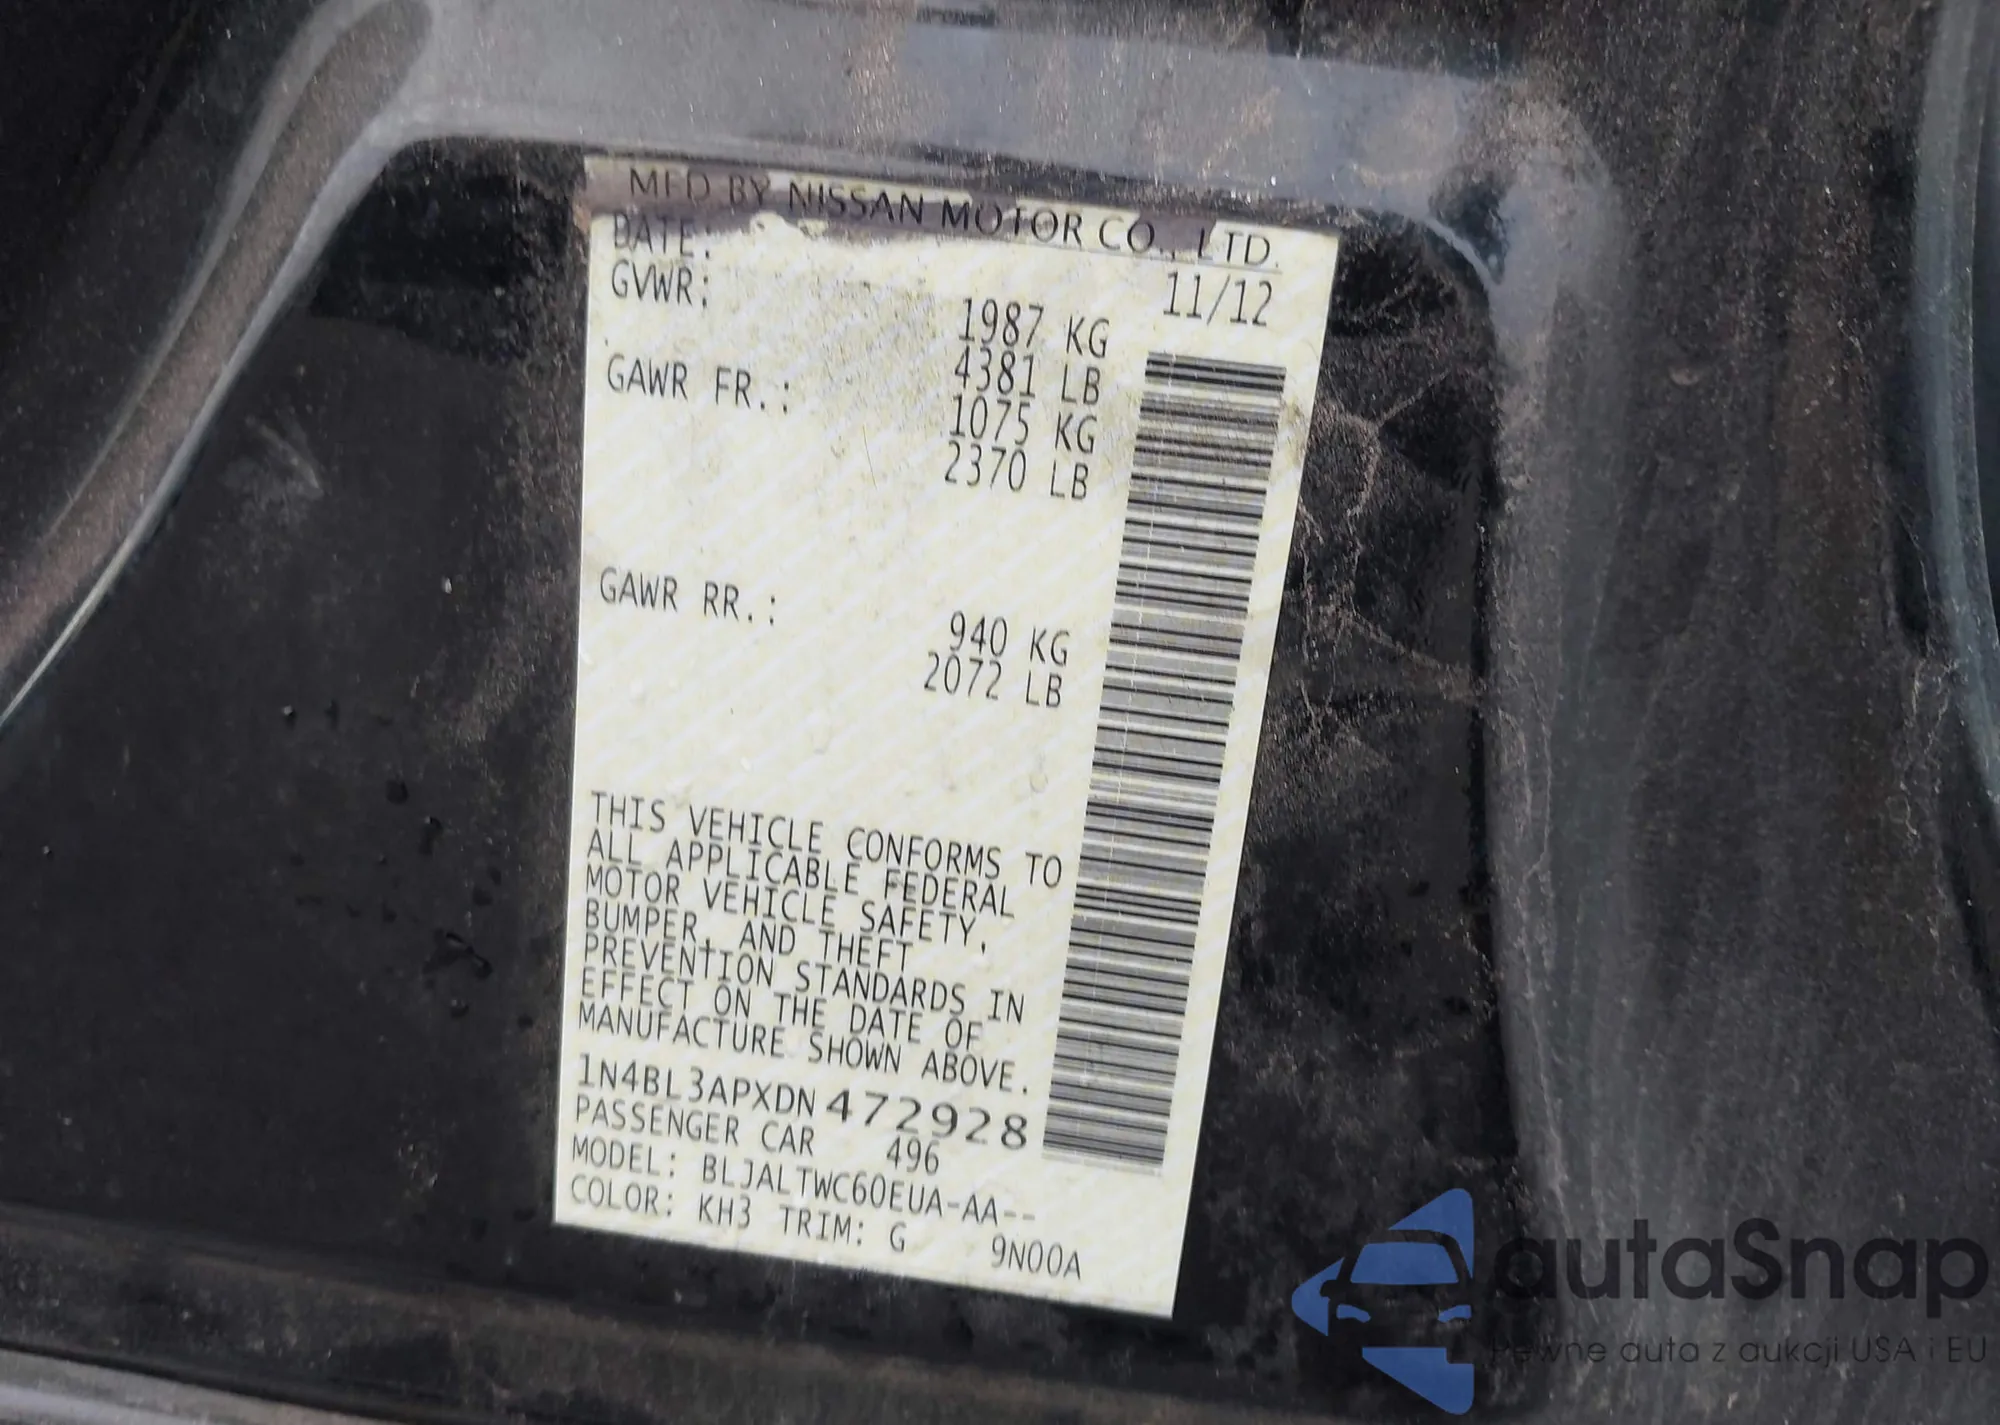 MFD BY NISSAN MOTOR CO., LTD.
DATE: 11/12
GVWR: 1987 KG
4381 LB
GAWR FR.: 1075 KG
2370 LB
GAWR RR.: 940 KG
2072 LB
THIS VEHICLE CONFORMS TO
ALL APPLICABLE FEDERAL
MOTOR VEHICLE SAFETY,
BUMPER, AND THEFT
PREVENTION STANDARDS IN
EFFECT ON THE DATE OF
MANUFACTURE SHOWN ABOVE.
1N4BL3APXDN472928
PASSENGER CAR 496
MODEL: BLJALTWC60EUA-AA--
COLOR: KH3 TRIM: G 9N00A
autoSnap
Pewne auta z aukcji USA i EU